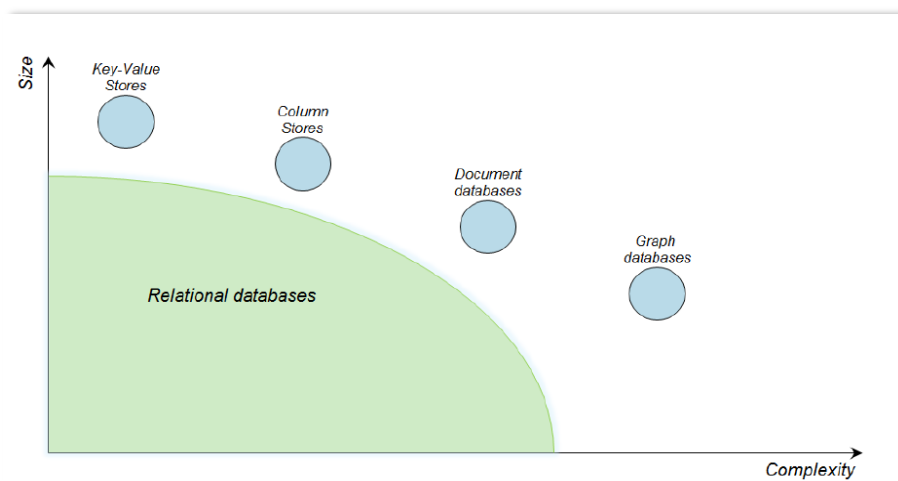 Size
Key-Value
Stores
Column
Stores
Document
databases
Graph
databases
Relational databases
Complexity